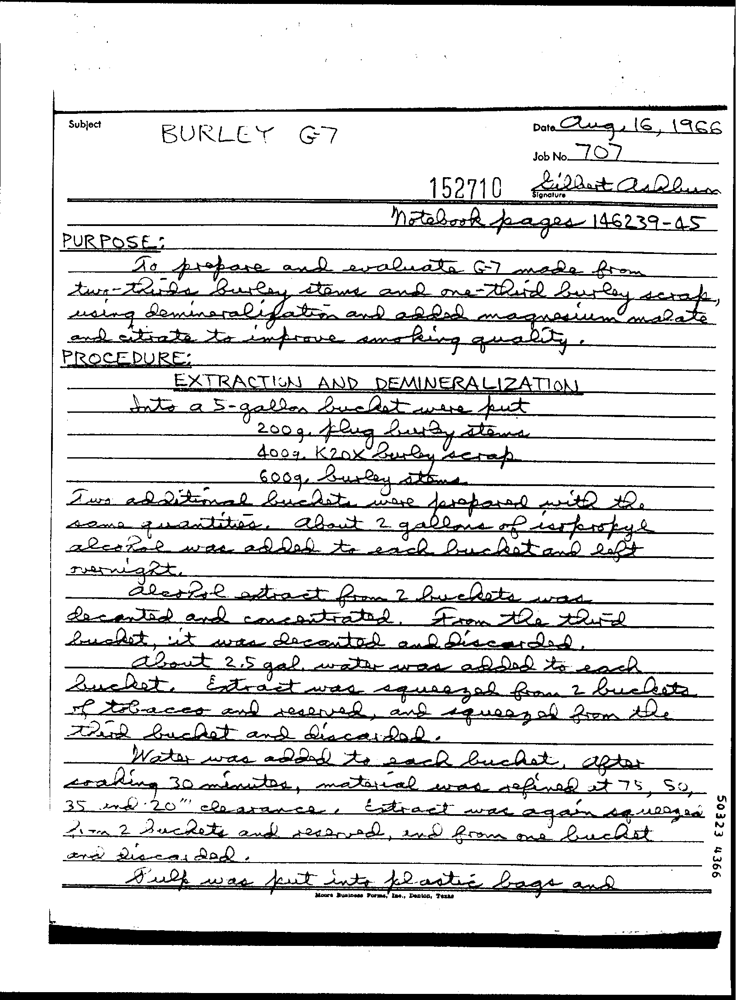 Subject BURLEY G-7 Date Aug. 16, 1966
Job No. 707
152710 Gilbert Ashburn
Signature
Notebook pages 146239-45
PURPOSE:
To prepare and evaluate G-7 made from
two-thirds burley stems and one-third burley scrap,
using demineralization and added magnesium malate
and citrate to improve smoking quality.
PROCEDURE:
EXTRACTION AND DEMINERALIZATION
Into a 5-gallon bucket were put
200g. plug burley stems
400g. K20X burley scrap
600g. burley stems
Two additional buckets were prepared with the
same quantities. About 2 gallons of isopropyl
alcohol was added to each bucket and left
overnight.
Alcohol extract from 2 buckets was
decanted and concentrated. From the third
bucket, it was decanted and discarded.
About 2.5 gal. water was added to each
bucket. Extract was squeezed from 2 buckets
of tobacco and reserved, and squeezed from the
third bucket and discarded.
Water was added to each bucket. After
soaking 30 minutes, material was refined at 75, 50,
35 and 20" clearance. Extract was again squeezed
from 2 buckets and reserved, and from one bucket
and discarded.
Pulp was put into plastic bags and
Moore Business Forms, Inc., Denton, Texas
50323 4366